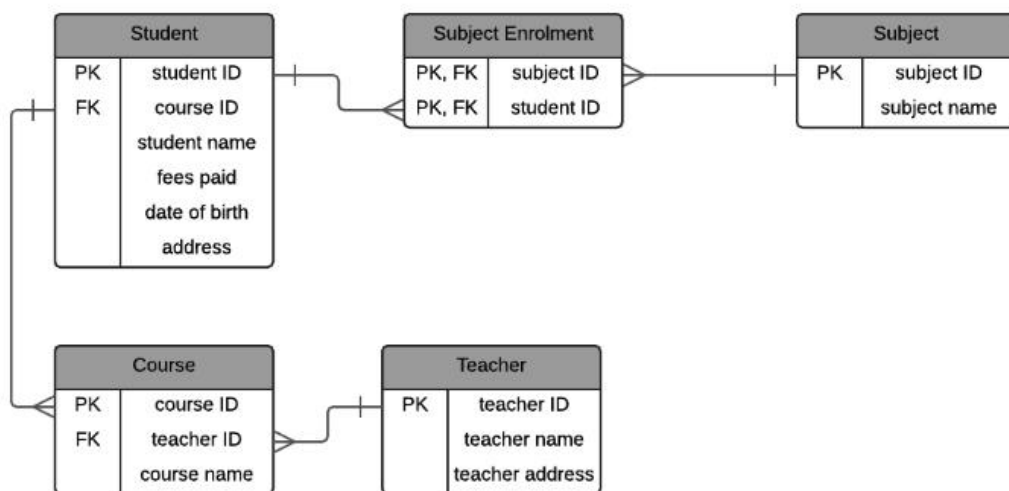 Student
PK student ID
FK course ID
student name
fees paid
date of birth
address
Subject Enrolment
PK, FK subject ID
PK, FK student ID
Subject
PK subject ID
subject name
Course
PK course ID
FK teacher ID
course name
Teacher
PK teacher ID
teacher name
teacher address